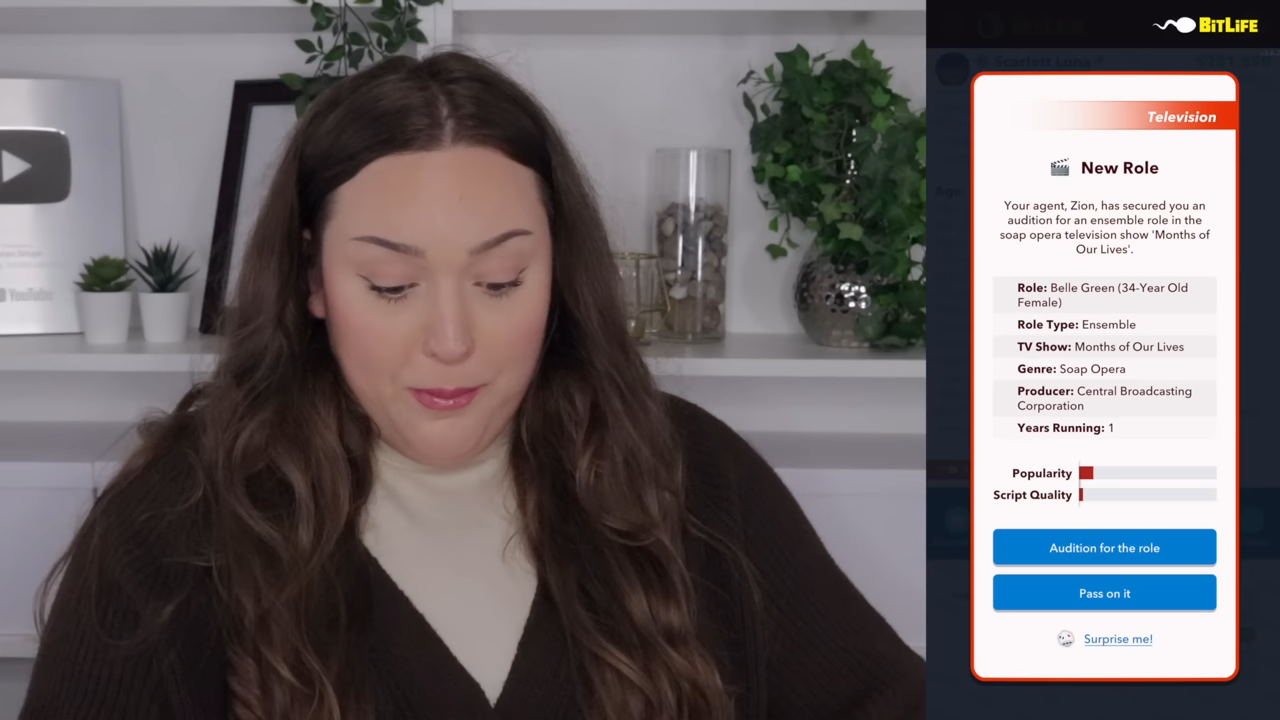 BITLIFE
Scarlett Luna
Television
New Role
Your agent, Zion, has secured you an
audition for an ensemble role in the
soap opera television show 'Months of
Our Lives'.
Role: Belle Green (34-Year Old
Female)
Role Type: Ensemble
TV Show: Months of Our Lives
Genre: Soap Opera
Producer: Central Broadcasting
Corporation
Years Running: 1
Popularity
Script Quality
Audition for the role
Pass on it
Surprise me!
YouTube